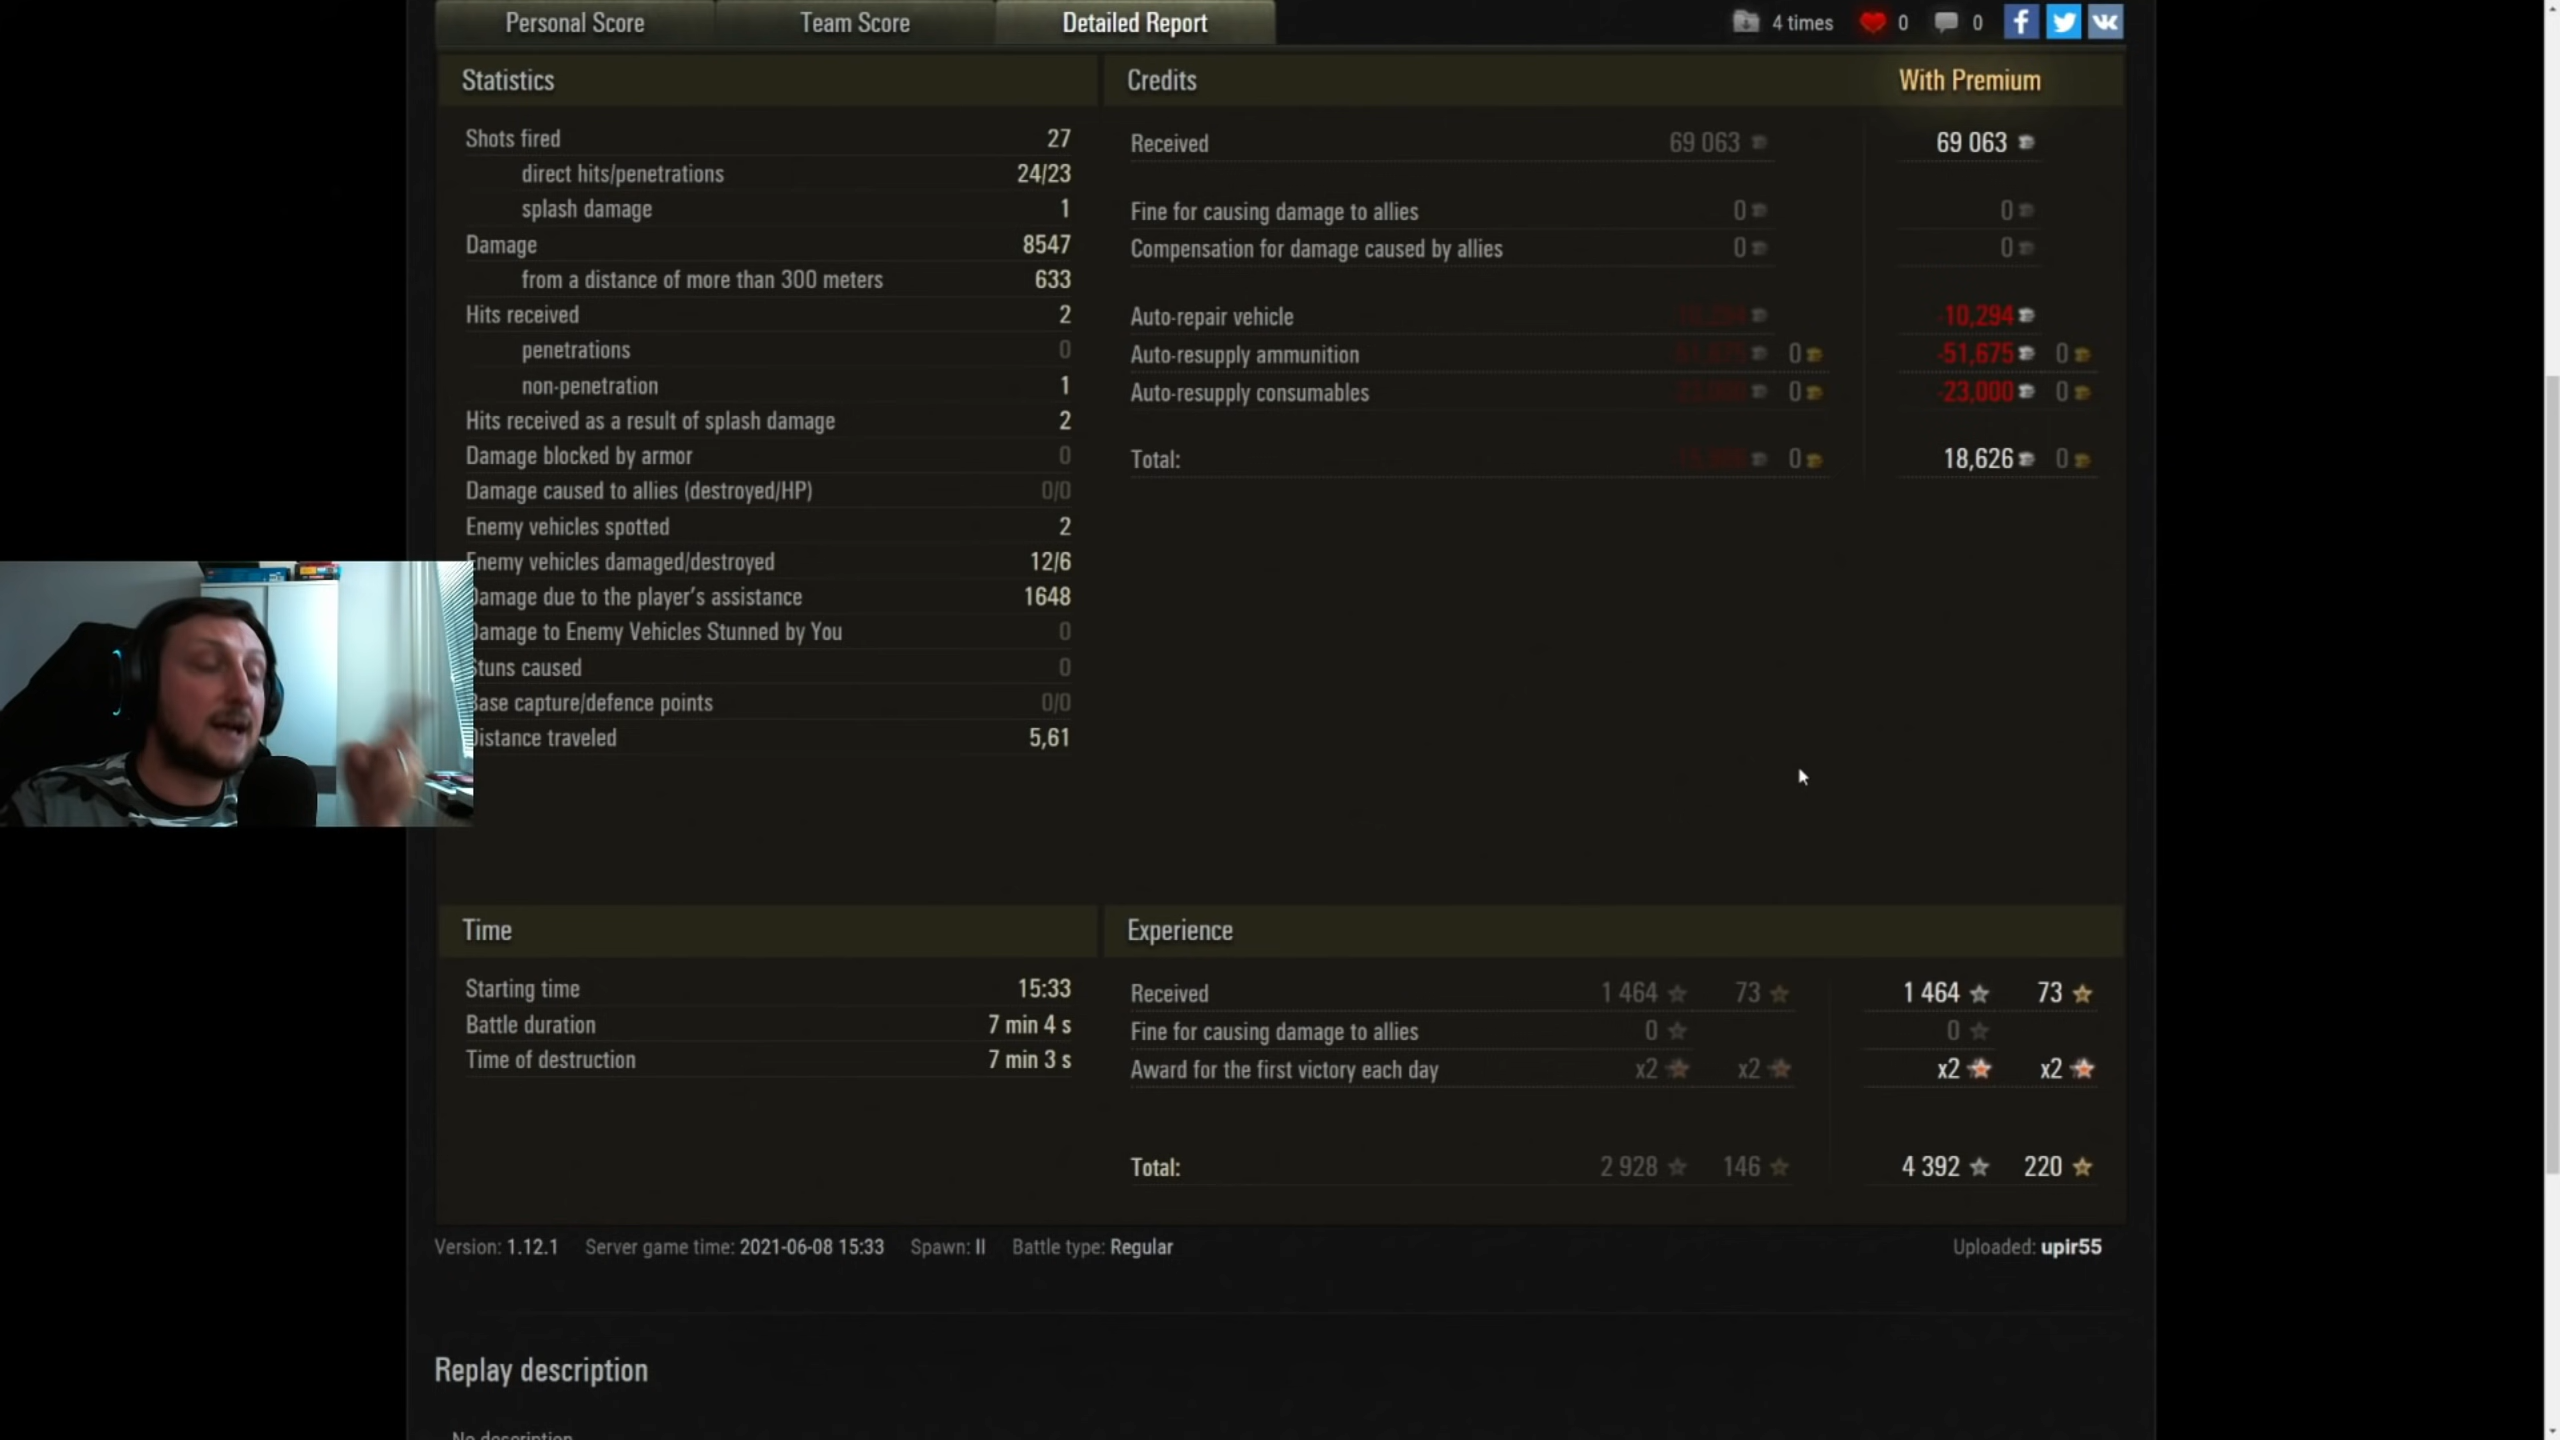 Personal Score Team Score Detailed Report 4 times 0 0
Statistics
Shots fired 27
direct hits/penetrations 24/23
splash damage 1
Damage 8547
from a distance of more than 300 meters 633
Hits received 2
penetrations 0
non-penetration 1
Hits received as a result of splash damage 2
Damage blocked by armor 0
Damage caused to allies (destroyed/HP) 0/0
Enemy vehicles spotted 2
Enemy vehicles damaged/destroyed 12/6
Damage due to the player's assistance 1648
Damage to Enemy Vehicles Stunned by You 0
Stuns caused 0
Base capture/defence points 0/0
Distance traveled 5,61
Credits With Premium
Received 69 063 69 063
Fine for causing damage to allies 0 0
Compensation for damage caused by allies 0 0
Auto-repair vehicle -10,294
Auto-resupply ammunition 0 -51,675 0
Auto-resupply consumables 0 -23,000 0
Total: 0 18,626 0
Time
Starting time 15:33
Battle duration 7 min 4 s
Time of destruction 7 min 3 s
Experience
Received 1 464 73 1 464 73
Fine for causing damage to allies 0 0
Award for the first victory each day x2 x2 x2 x2
Total: 2 928 146 4 392 220
Version: 1.12.1 Server game time: 2021-06-08 15:33 Spawn: II Battle type: Regular Uploaded: upir55
Replay description
No description